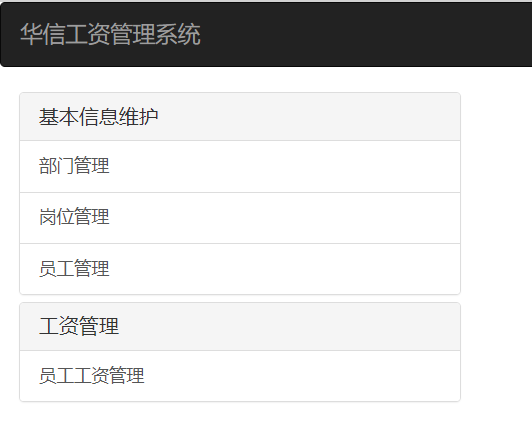 华信工资管理系统
基本信息维护
部门管理
岗位管理
员工管理
工资管理
员工工资管理